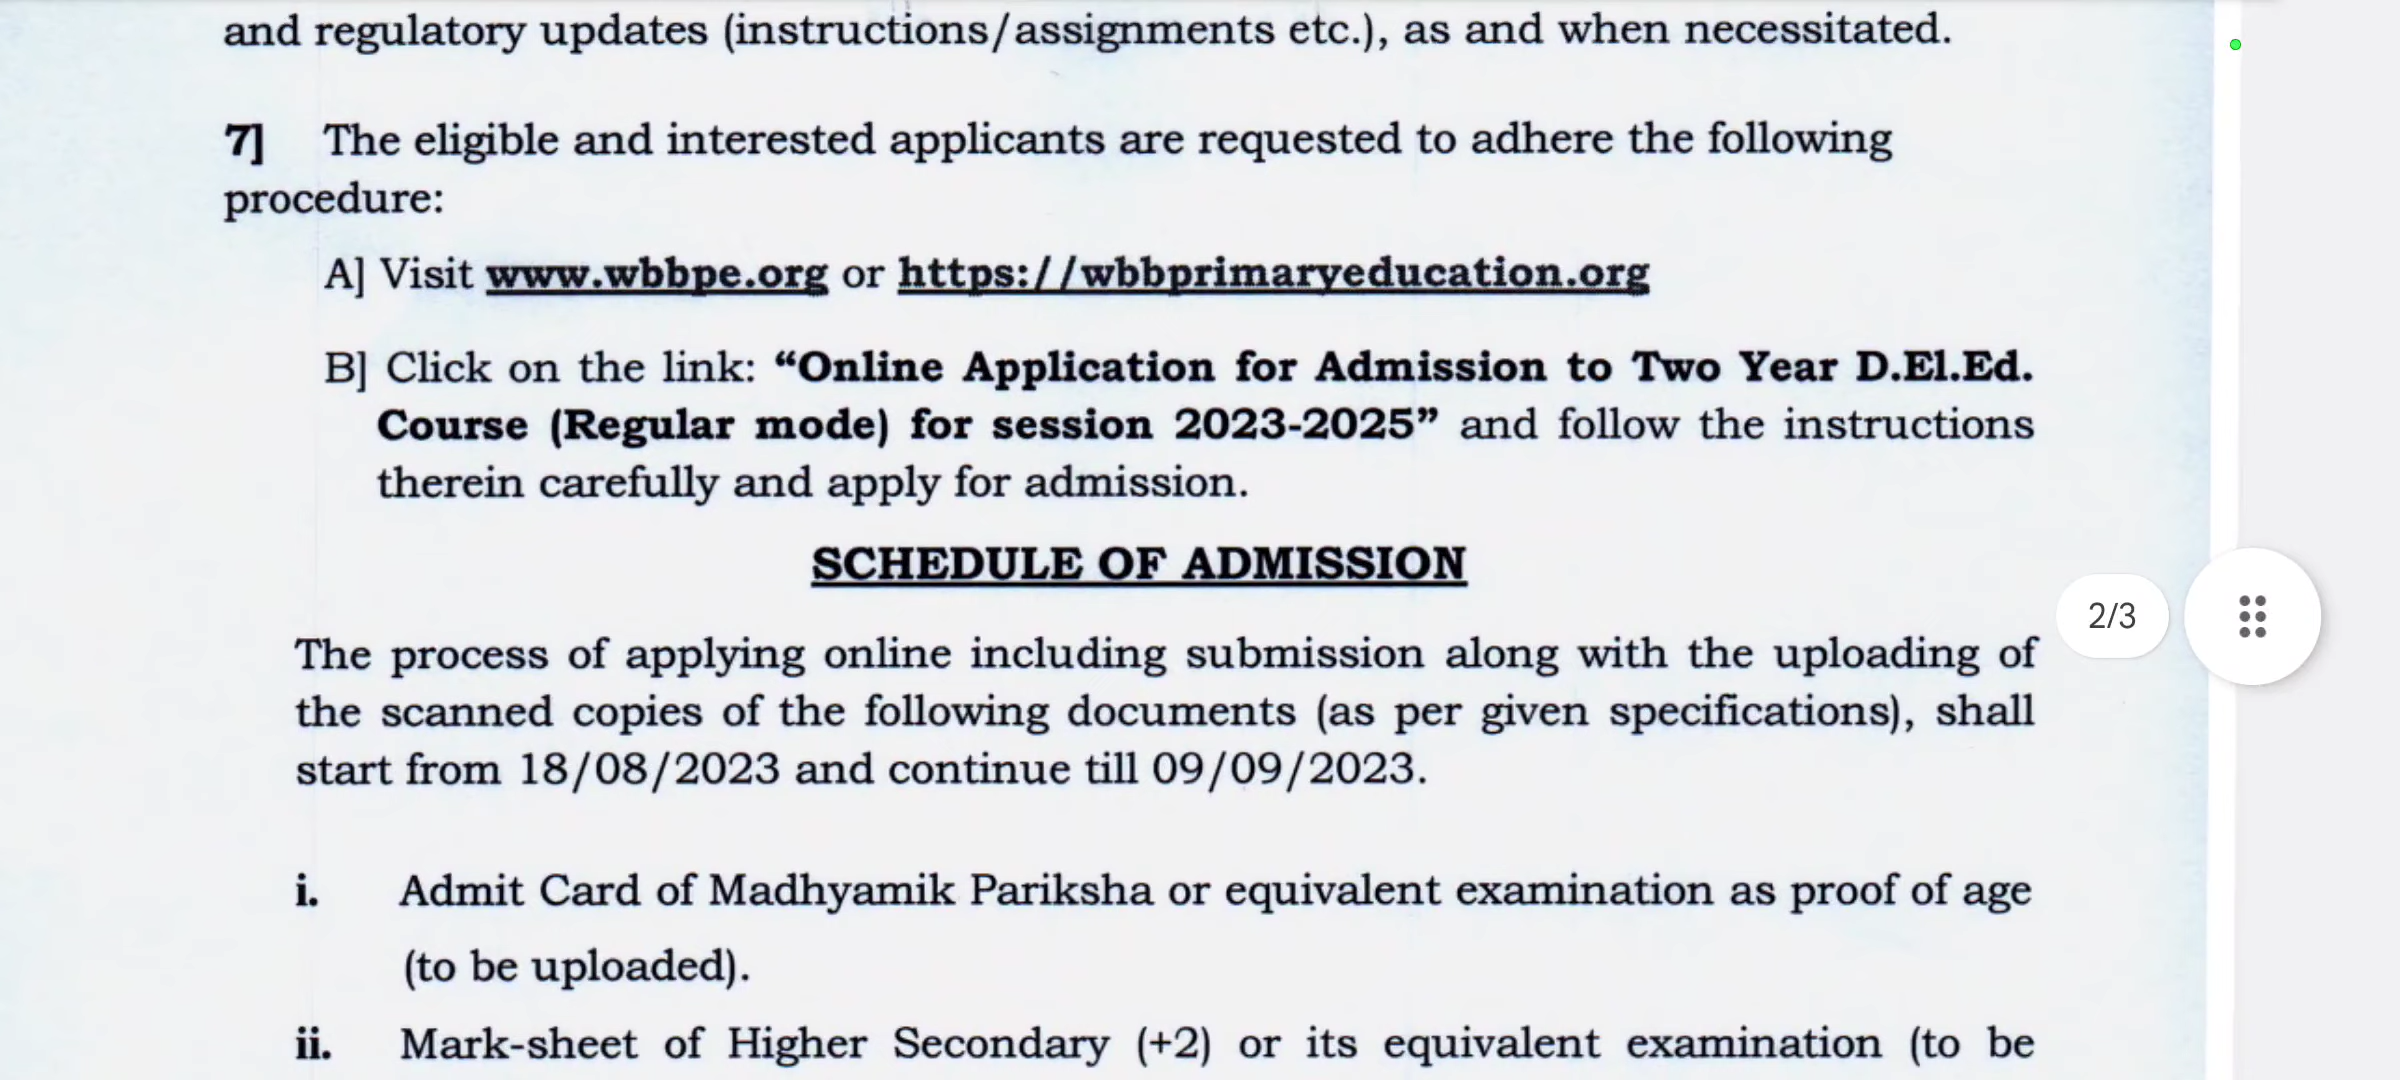 and regulatory updates (instructions/assignments etc.), as and when necessitated.
7] The eligible and interested applicants are requested to adhere the following
procedure:
A] Visit www.wbbpe.org or https://wbbprimaryeducation.org
B] Click on the link: “Online Application for Admission to Two Year D.El.Ed.
Course (Regular mode) for session 2023-2025” and follow the instructions
therein carefully and apply for admission.
SCHEDULE OF ADMISSION
The process of applying online including submission along with the uploading of
the scanned copies of the following documents (as per given specifications), shall
start from 18/08/2023 and continue till 09/09/2023.
2/3
i. Admit Card of Madhyamik Pariksha or equivalent examination as proof of age
(to be uploaded).
ii. Mark-sheet of Higher Secondary (+2) or its equivalent examination (to be